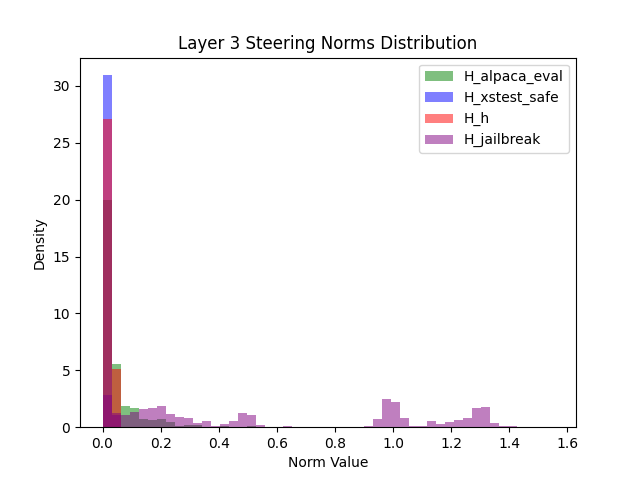 Layer 3 Steering Norms Distribution
H_alpaca_eval
H_xstest_safe
H_h
H_jailbreak
30
25
20
15
10
5
0
Density
0.0 0.2 0.4 0.6 0.8 1.0 1.2 1.4 1.6
Norm Value